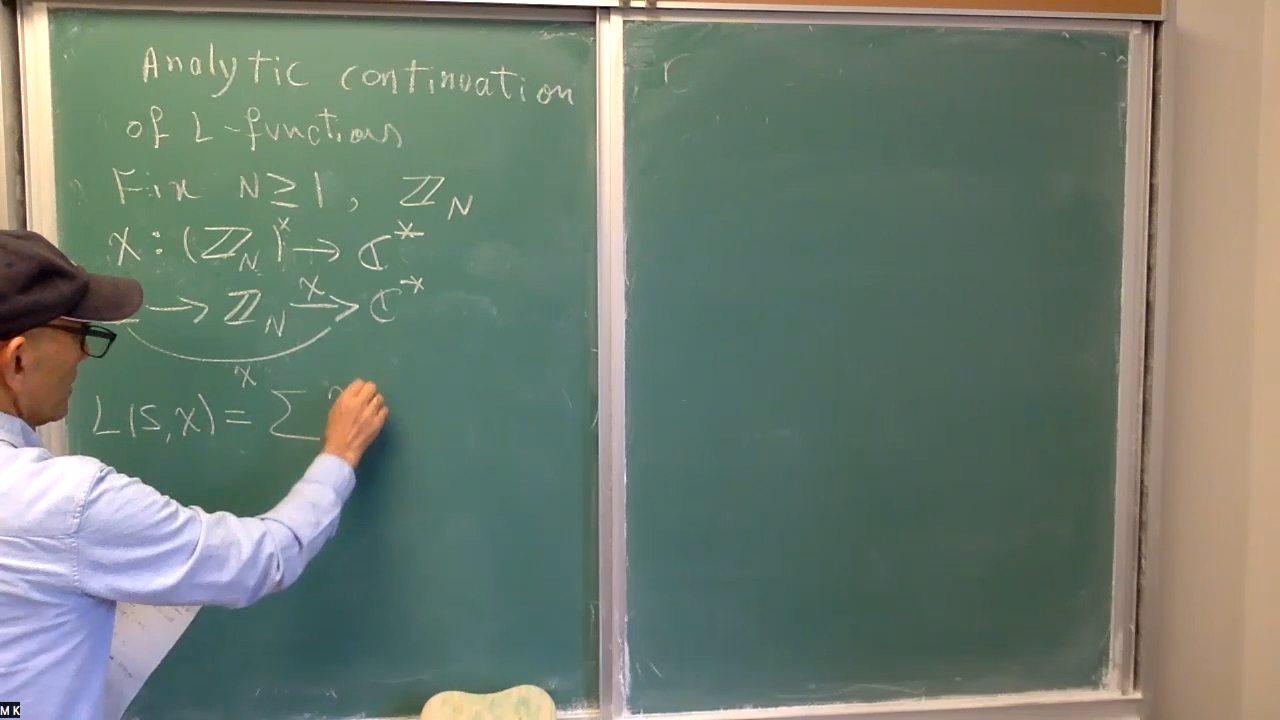 Analytic continuation
of L-functions
Fix N ≥ 1, ℤ_N
χ : (ℤ_N)^× → ℂ^*
→ ℤ_N →^χ ℂ^*
χ
L(s, χ) = Σ
r
M K